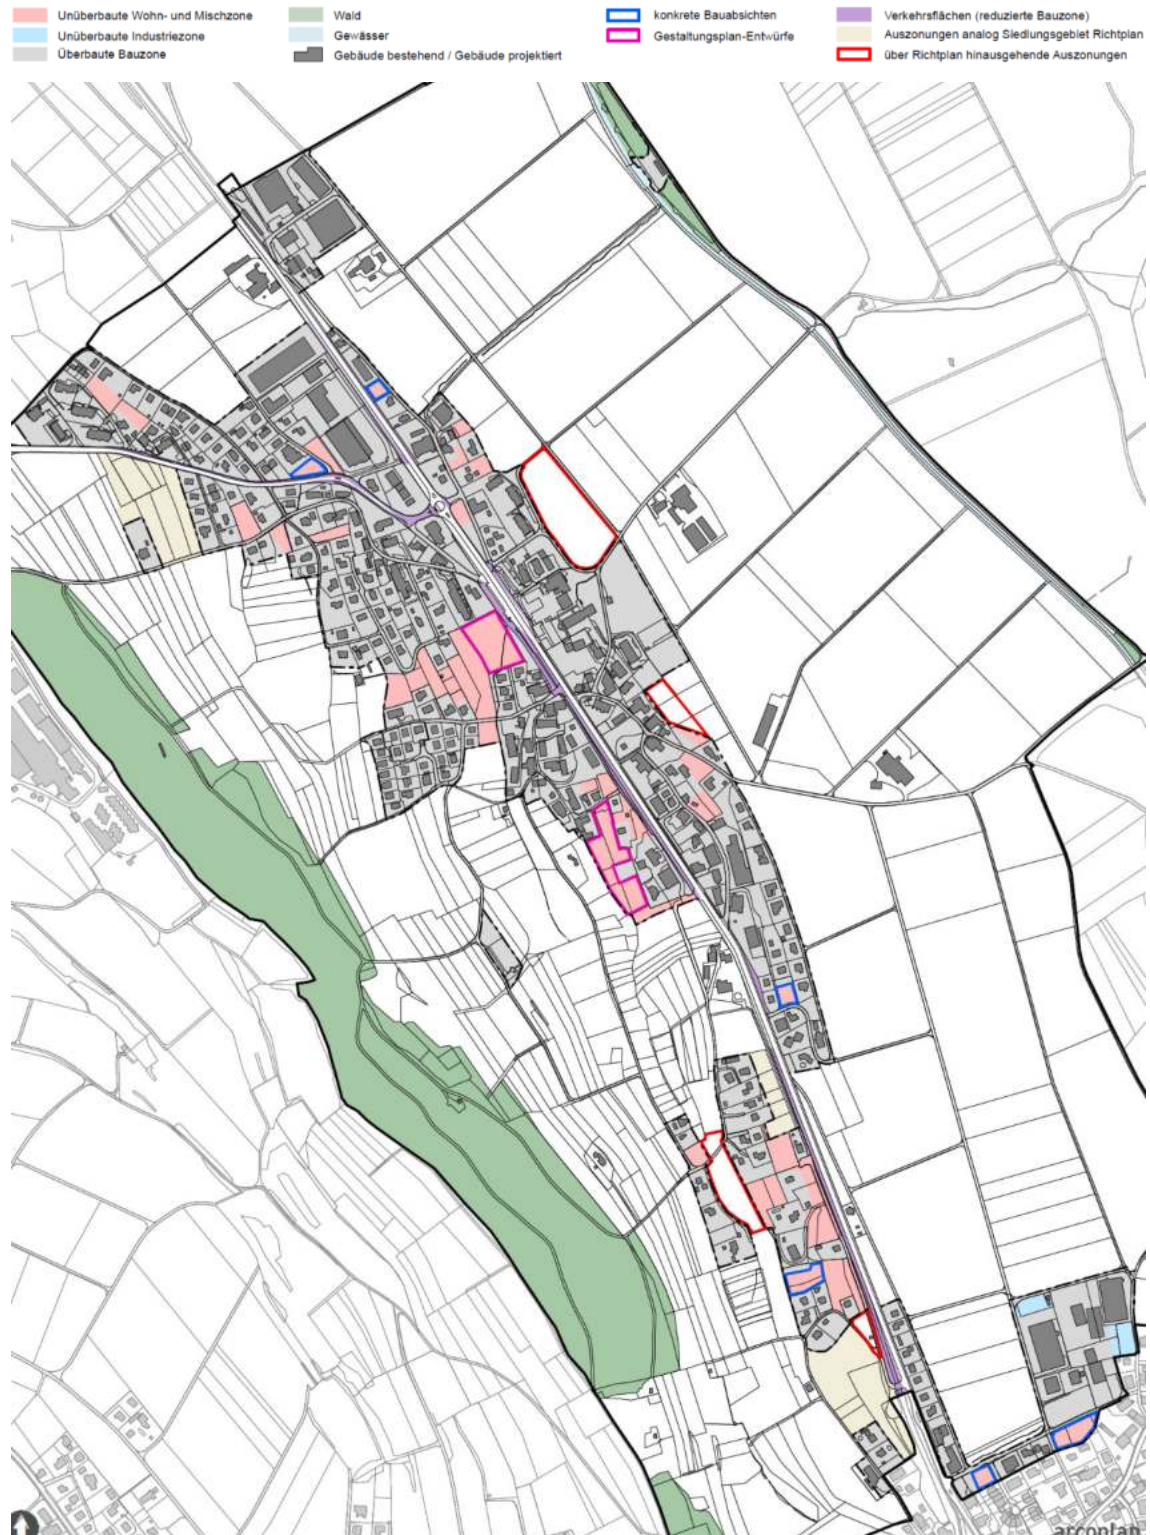 Unüberbaute Wohn- und Mischzone
Unüberbaute Industriezone
Überbaute Bauzone
Wald
Gewässer
Gebäude bestehend / Gebäude projektiert
konkrete Bauabsichten
Gestaltungsplan-Entwürfe
Verkehrsflächen (reduzierte Bauzone)
Auszonungen analog Siedlungsgebiet Richtplan
über Richtplan hinausgehende Auszonungen
arcoplan